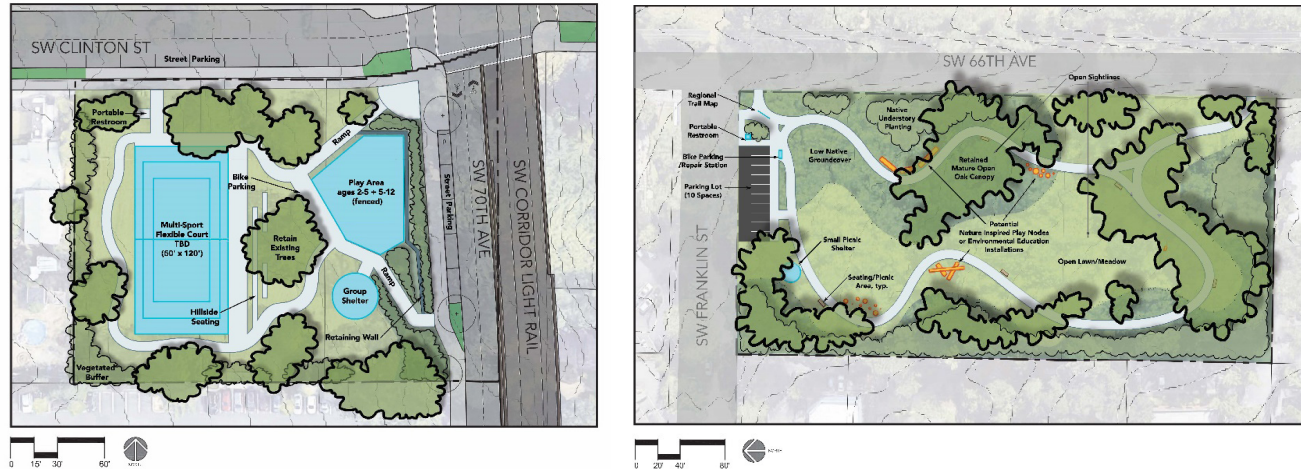 SW CLINTON ST
Street Parking
Portable
Restroom
Ramp
Bike
Parking
Play Area
ages 2-5 + 5-12
(fenced)
Street Parking
SW 70TH AVE
SW CORRIDOR LIGHT RAIL
Multi-Sport
Flexible Court
TBD
(60' x 120')
Retain
Existing
Trees
Ramp
Group
Shelter
Hillside
Seating
Retaining Wall
Vegetated
Buffer
0 15' 30' 60'
SW 66TH AVE
Open Sightlines
Regional
Trail Map
Portable
Restroom
Bike Parking
/Repair Station
Parking Lot
(10 Spaces)
Native
Understory
Planting
Low Native
Groundcover
Retained
Mature Open
Oak Canopy
Potential
Nature Inspired Play Nodes
or Environmental Education
Installations
Small Picnic
Shelter
Seating/Picnic
Area, typ.
Open Lawn/Meadow
SW FRANKLIN ST
0 20' 40' 80'